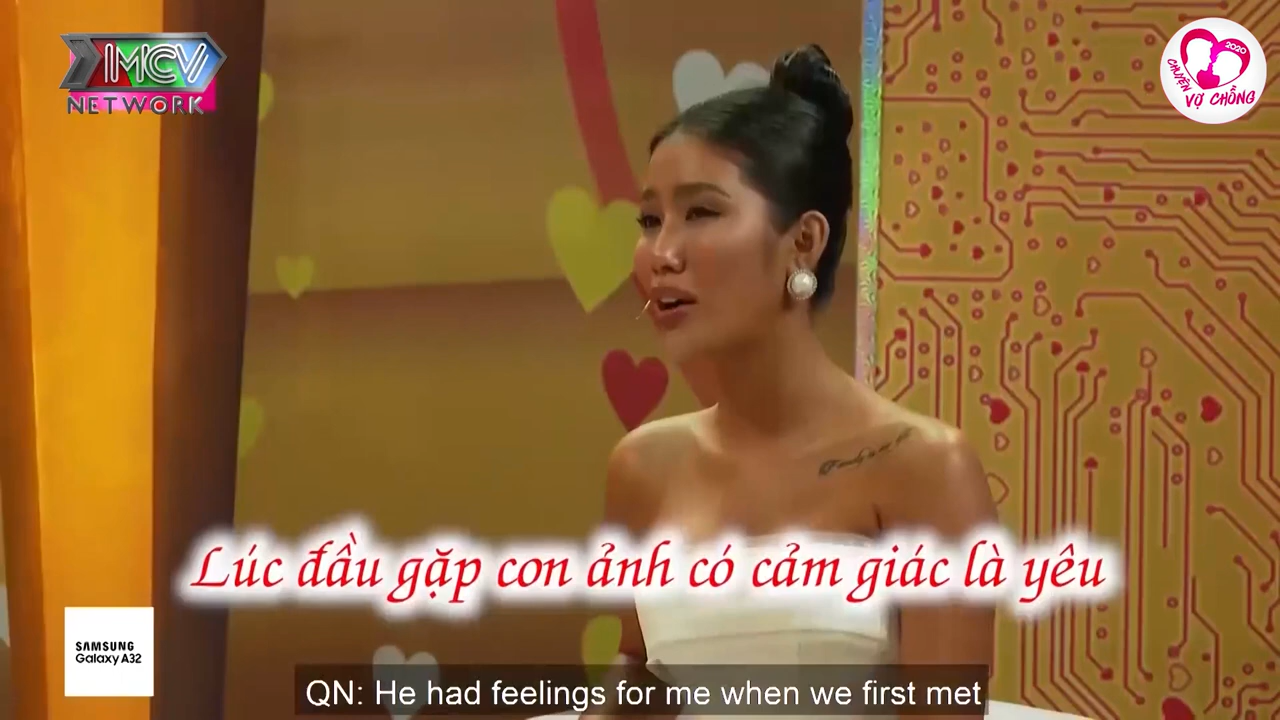 MCV
NETWORK
2020
CHUYỆN
VỢ CHỒNG
Lúc đầu gặp con ảnh có cảm giác là yêu
SAMSUNG
Galaxy A32
QN: He had feelings for me when we first met